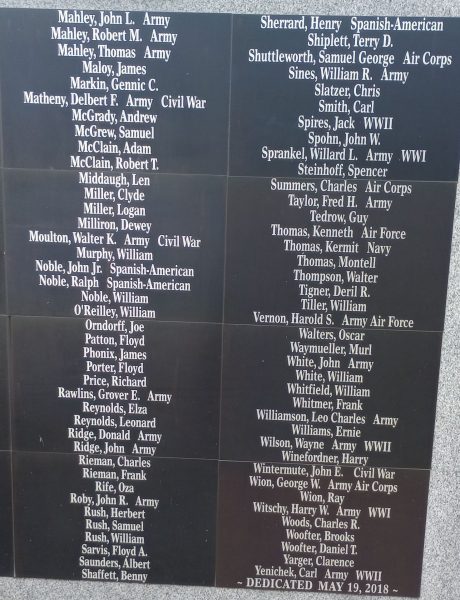 Mahley, John L. Army
Mahley, Robert M. Army
Mahley, Thomas Army
Maloy, James
Markin, Gennic C.
Matheny, Delbert F. Army Civil War
McGrady, Andrew
McGrew, Samuel
McClain, Adam
McClain, Robert T.
Middaugh, Len
Miller, Clyde
Miller, Logan
Milliron, Dewey
Moulton, Walter K. Army Civil War
Murphy, William
Noble, John Jr. Spanish-American
Noble, Ralph Spanish-American
Noble, William
O'Reilley, William
Orndorff, Joe
Patton, Floyd
Phonix, James
Porter, Floyd
Price, Richard
Rawlins, Grover E. Army
Reynolds, Elza
Reynolds, Leonard
Ridge, Donald Army
Ridge, John Army
Rieman, Charles
Rieman, Frank
Rife, Oza
Roby, John R. Army
Rush, Herbert
Rush, Samuel
Rush, William
Sarvis, Floyd A.
Saunders, Albert
Shaffett, Benny
Sherrard, Henry Spanish-American
Shiplett, Terry D.
Shuttleworth, Samuel George Air Corps
Sines, William R. Army
Slatzer, Chris
Smith, Carl
Spires, Jack WWII
Spohn, John W.
Sprankel, Willard L. Army WWI
Steinhoff, Spencer
Summers, Charles Air Corps
Taylor, Fred H. Army
Tedrow, Guy
Thomas, Kenneth Air Force
Thomas, Kermit Navy
Thomas, Montell
Thompson, Walter
Tigner, Deril R.
Tiller, William
Vernon, Harold S. Army Air Force
Walters, Oscar
Waymueller, Murl
White, John Army
White, William
Whitfield, William
Whitmer, Frank
Williamson, Leo Charles Army
Williams, Ernie
Wilson, Wayne Army WWII
Winefordner, Harry
Wintermute, John E. Civil War
Wion, George W. Army Air Corps
Wion, Ray
Witschy, Harry W. Army WWI
Woods, Charles R.
Woofter, Brooks
Woofter, Daniel T.
Yarger, Clarence
Yenichek, Carl Army WWII
~ DEDICATED MAY 19, 2018 ~